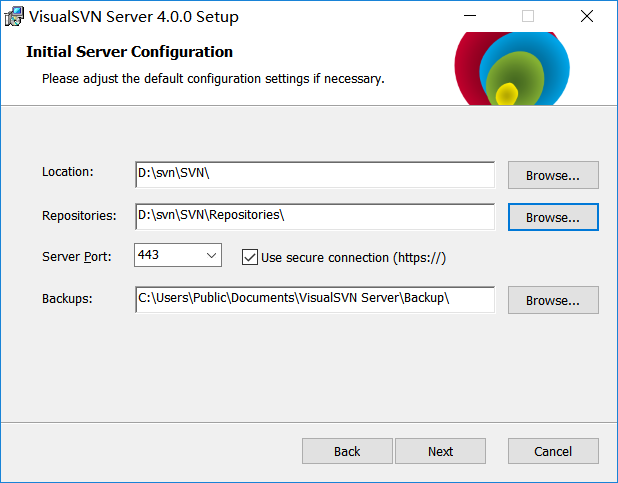 VisualSVN Server 4.0.0 Setup
Initial Server Configuration
Please adjust the default configuration settings if necessary.
Location: D:\svn\SVN\ Browse...
Repositories: D:\svn\SVN\Repositories\ Browse...
Server Port: 443 Use secure connection (https://)
Backups: C:\Users\Public\Documents\VisualSVN Server\Backup\ Browse...
Back Next Cancel